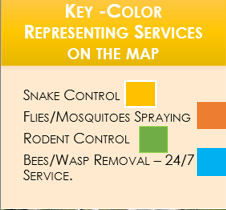 Key -Color
Representing Services
on the map
Snake Control
Flies/Mosquitoes Spraying
Rodent Control
Bees/Wasp Removal – 24/7
Service.